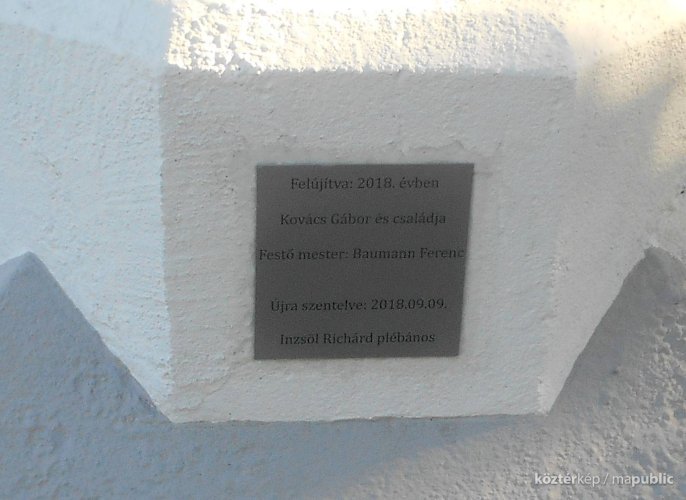 Felújítva: 2018. évben
Kovács Gábor és családja
Festő mester: Baumann Ferenc
Újra szentelve: 2018.09.09.
Inzsöl Richárd plébános
köztérkép / mapublic